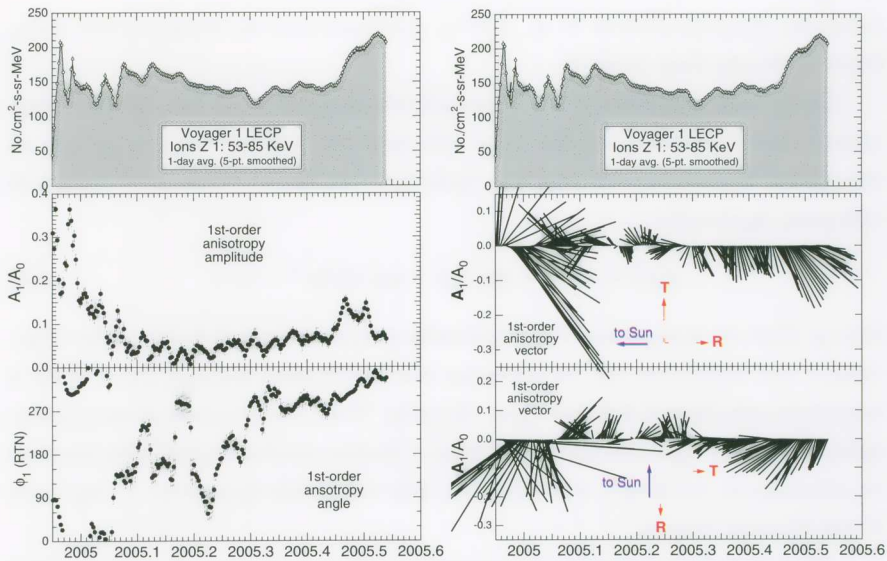 250
200
150
100
50
0
No./cm²-s-sr-MeV
Voyager 1 LECP
Ions Z 1: 53-85 KeV
1-day avg. (5-pt. smoothed)
0.4
0.3
0.2
0.1
0.0
A₁/A₀
1st-order
anisotropy
amplitude
270
180
90
0
ϕ₁ (RTN)
1st-order
ansotropy
angle
2005
2005.1
2005.2
2005.3
2005.4
2005.5
2005.6
250
200
150
100
50
0
No./cm²-s-sr-MeV
Voyager 1 LECP
Ions Z 1: 53-85 KeV
1-day avg. (5-pt. smoothed)
0.1
0.0
-0.1
-0.2
-0.3
A₁/A₀
T
R
to Sun
1st-order
anisotropy
vector
0.2
0.1
0.0
-0.3
A₁/A₀
1st-order
anisotropy
vector
to Sun
T
R
2005
2005.1
2005.2
2005.3
2005.4
2005.5
2005.6